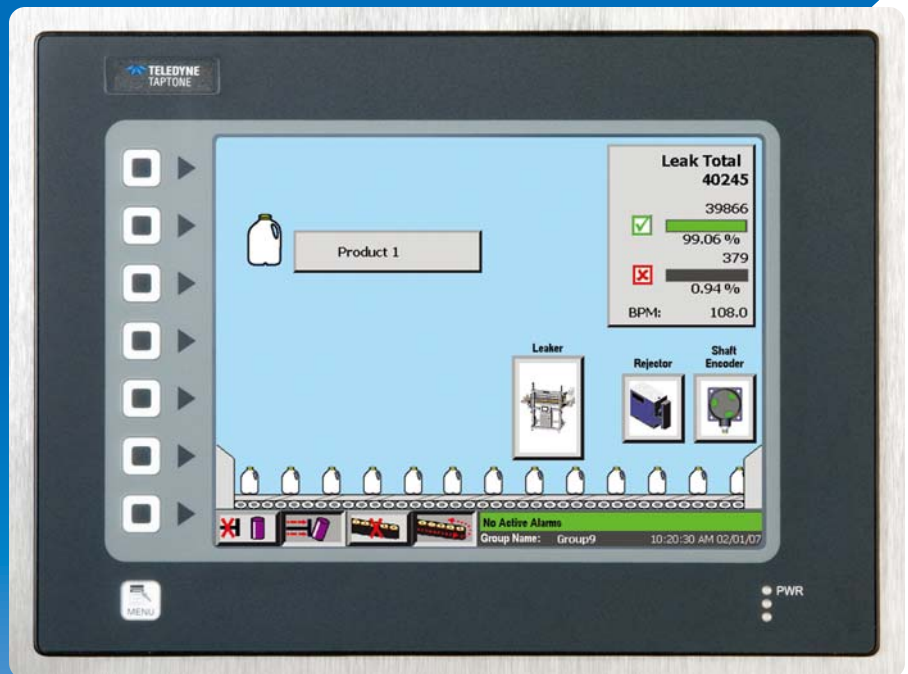 TELEDYNE
TAPTONE
Leak Total
40245
39866
99.06 %
379
0.94 %
BPM: 108.0
Product 1
Leaker
Rejector
Shaft
Encoder
No Active Alarms
Group Name: Group9 10:20:30 AM 02/01/07
MENU
PWR